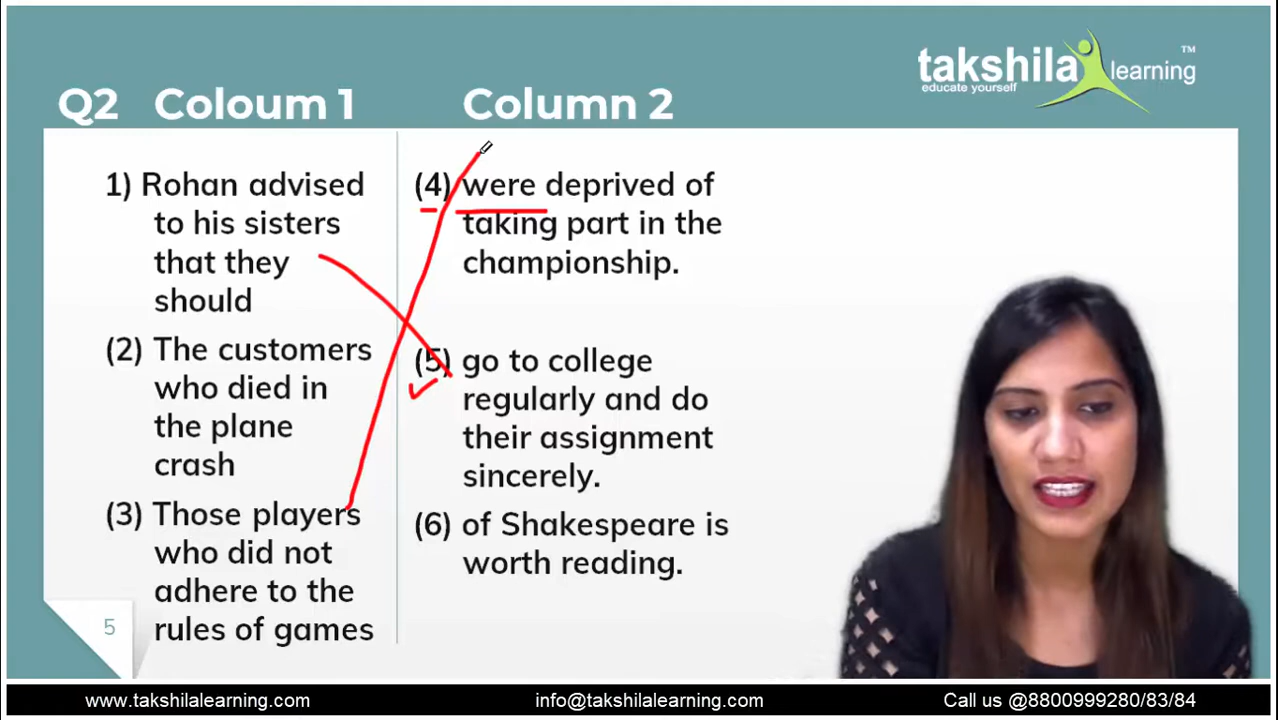 takshila learning ™
educate yourself
Q2 Coloum 1 Column 2
1) Rohan advised
to his sisters
that they
should
(2) The customers
who died in
the plane
crash
(3) Those players
who did not
adhere to the
rules of games
(4) were deprived of
taking part in the
championship.
(5) go to college
regularly and do
their assignment
sincerely.
(6) of Shakespeare is
worth reading.
5
www.takshilalearning.com info@takshilalearning.com Call us @8800999280/83/84